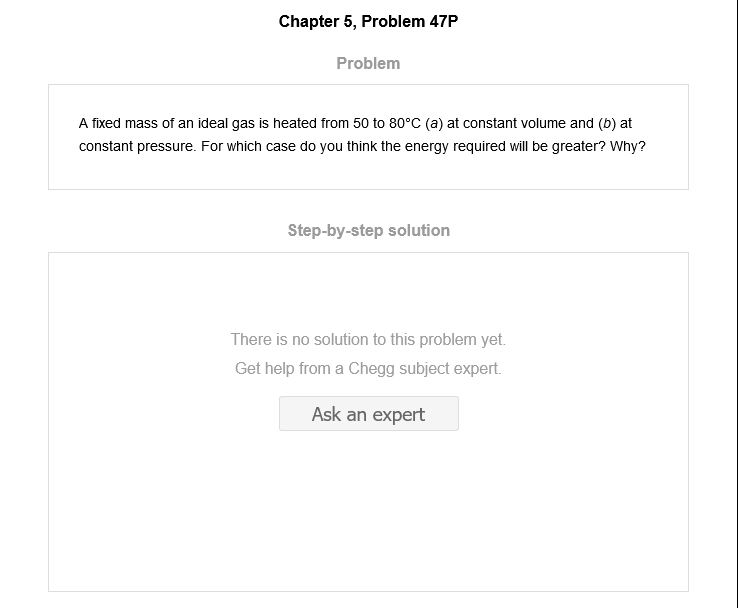 Chapter 5, Problem 47P
Problem
A fixed mass of an ideal gas is heated from 50 to 80°C (a) at constant volume and (b) at
constant pressure. For which case do you think the energy required will be greater? Why?
Step-by-step solution
There is no solution to this problem yet.
Get help from a Chegg subject expert.
Ask an expert